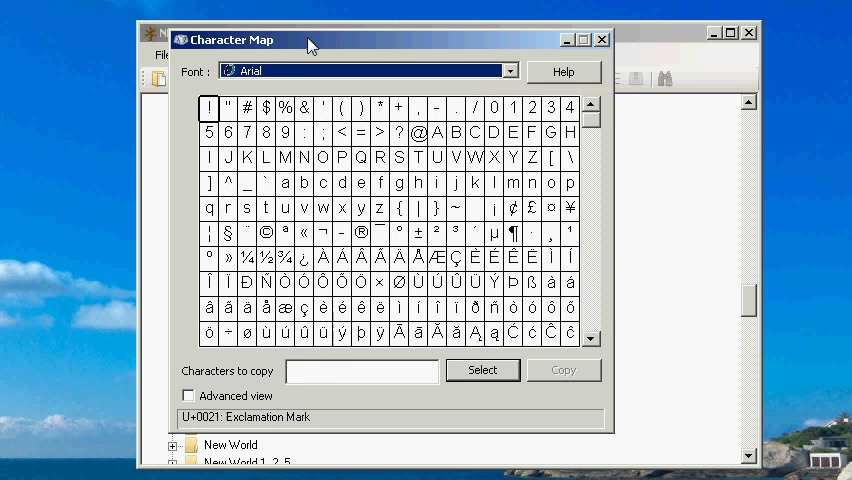 N
Character Map
File
Font :
Arial
Help
! " # $ % & ' ( ) * + , - . / 0 1 2 3 4
5 6 7 8 9 : ; < = > ? @ A B C D E F G H
I J K L M N O P Q R S T U V W X Y Z [ \
] ^ _ ` a b c d e f g h i j k l m n o p
q r s t u v w x y z { | } ~ ¡ ¢ £ ¤ ¥
¦ § ¨ © ª « ¬ - ® ¯ ° ± ² ³ ´ µ ¶ · ¸ ¹
º » ¼ ½ ¾ ¿ À Á Â Ã Ä Å Æ Ç È É Ê Ë Ì Í
Î Ï Ð Ñ Ò Ó Ô Õ Ö × Ø Ù Ú Û Ü Ý Þ ß à á
â ã ä å æ ç è é ê ë ì í î ï ð ñ ò ó ô õ
ö ÷ ø ù ú û ü ý þ ÿ Ā ā Ă ă Ą ą Ć ć Ĉ ĉ
Characters to copy
Select
Copy
Advanced view
U+0021: Exclamation Mark
New World
New World 1_2_5